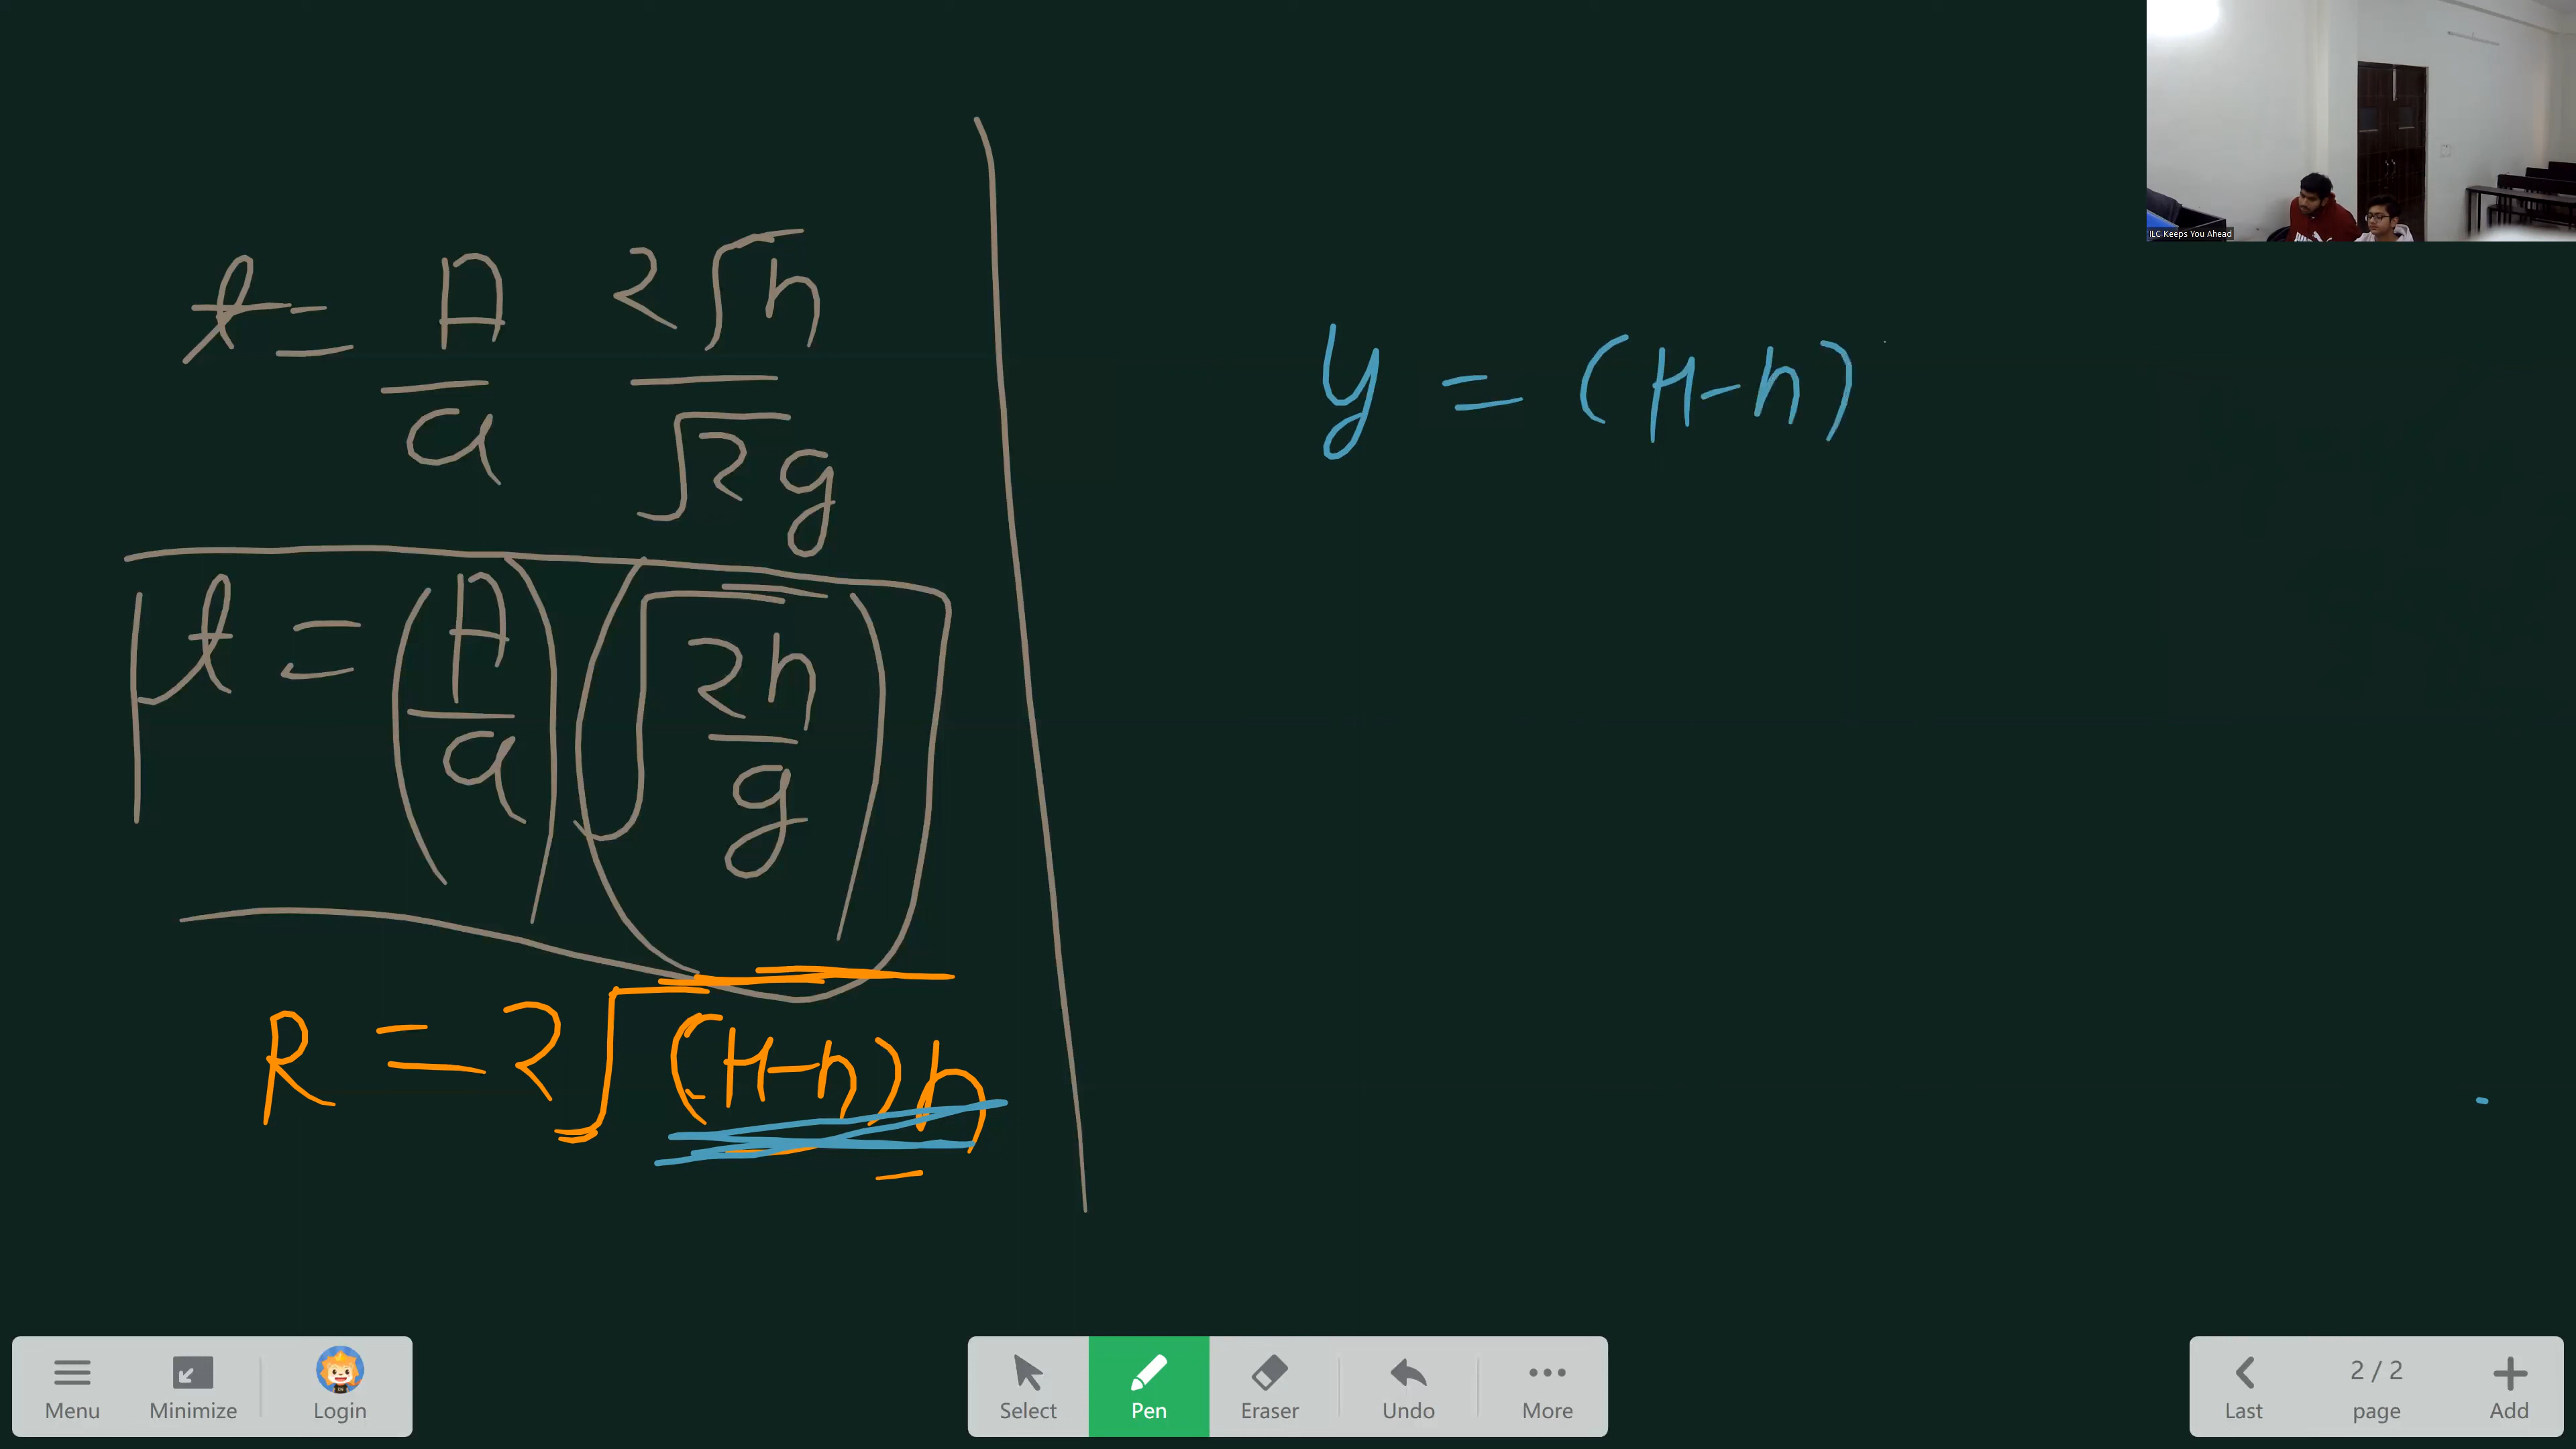 t = A/a 2√h/√2g
t = (A/a) (√2h/g)
R = 2√(H-h)h
y = (H-h)
ILC Keeps You Ahead
Menu Minimize Login
Select Pen Eraser Undo More
2 / 2
Last page Add